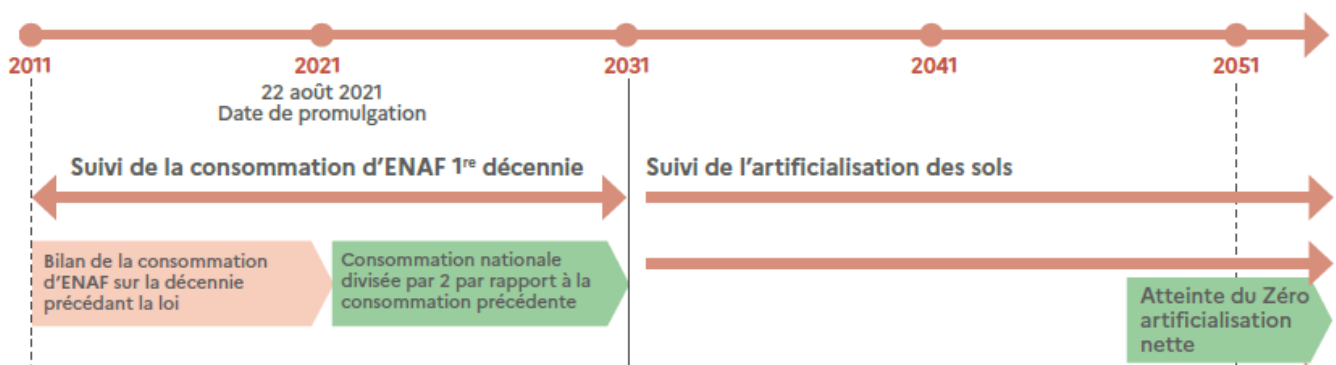 2011
2021
2031
2041
2051
22 août 2021
Date de promulgation
Suivi de la consommation d'ENAF 1re décennie
Suivi de l'artificialisation des sols
Bilan de la consommation
d'ENAF sur la décennie
précédant la loi
Consommation nationale
divisée par 2 par rapport à la
consommation précédente
Atteinte du Zéro
artificialisation
nette